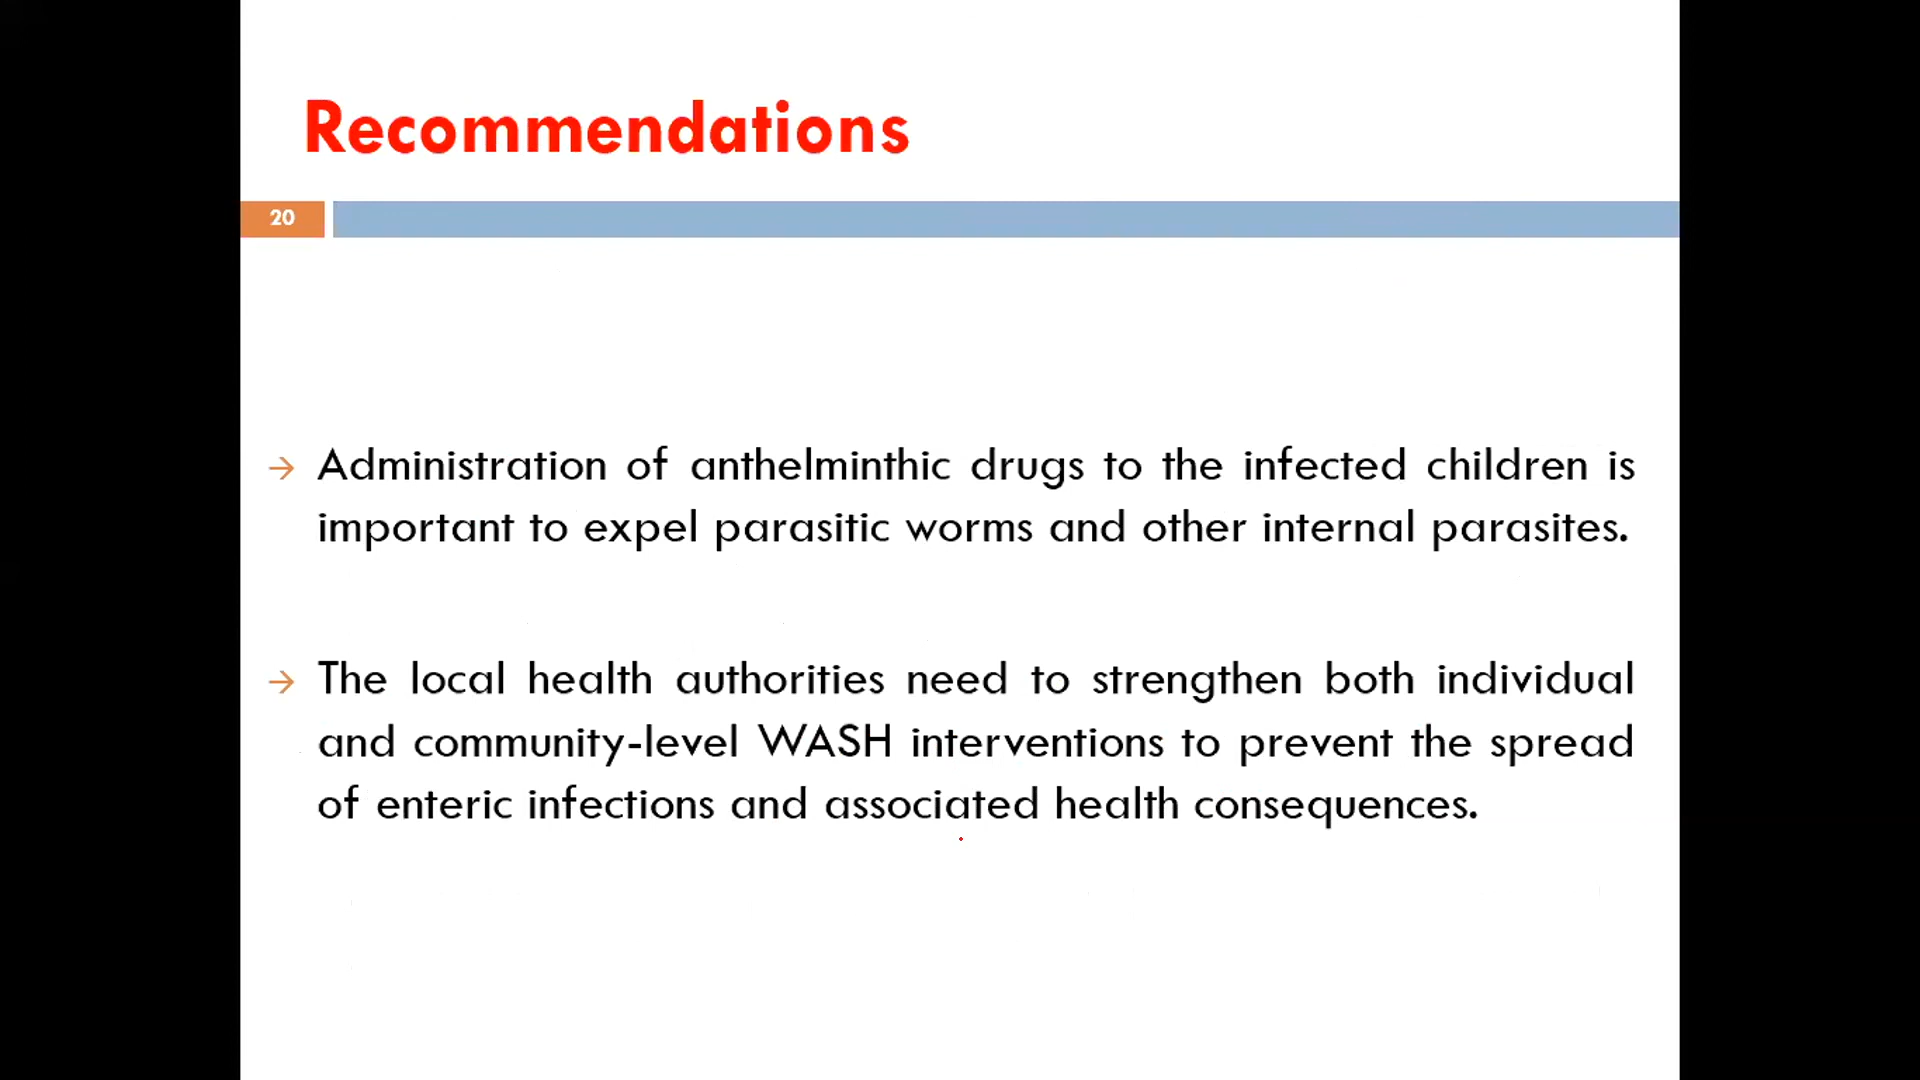 Recommendations
20
→ Administration of anthelminthic drugs to the infected children is
important to expel parasitic worms and other internal parasites.
→ The local health authorities need to strengthen both individual
and community-level WASH interventions to prevent the spread
of enteric infections and associated health consequences.